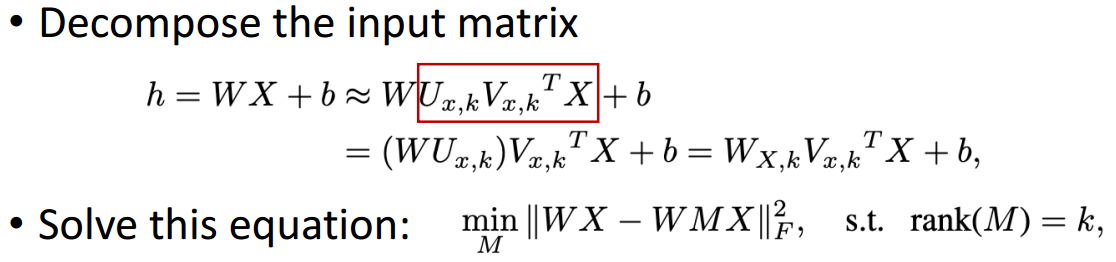 • Decompose the input matrix
h = WX + b ≈ WU_{x,k}V_{x,k}^T X + b
= (WU_{x,k})V_{x,k}^T X + b = W_{X,k}V_{x,k}^T X + b,
• Solve this equation: min_M ‖WX − WMX‖_F^2, s.t. rank(M) = k,